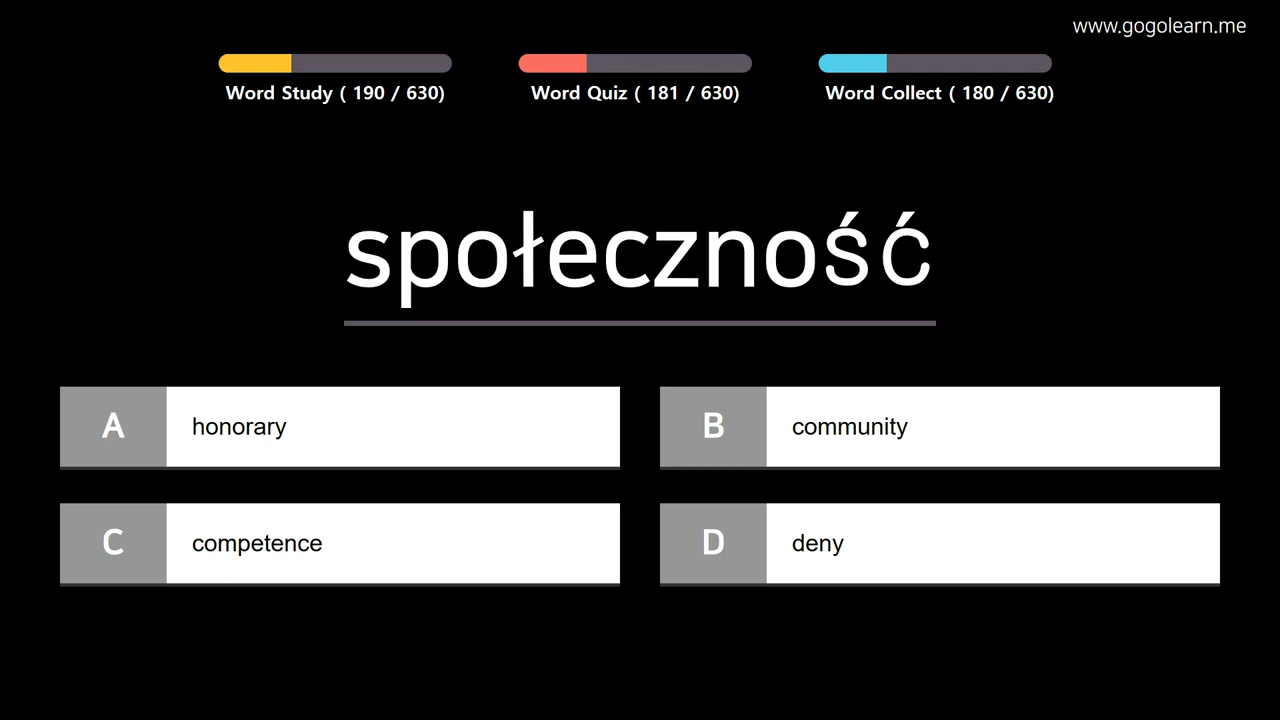 www.gogolearn.me
Word Study ( 190 / 630)
Word Quiz ( 181 / 630)
Word Collect ( 180 / 630)
społeczność
A honorary
B community
C competence
D deny